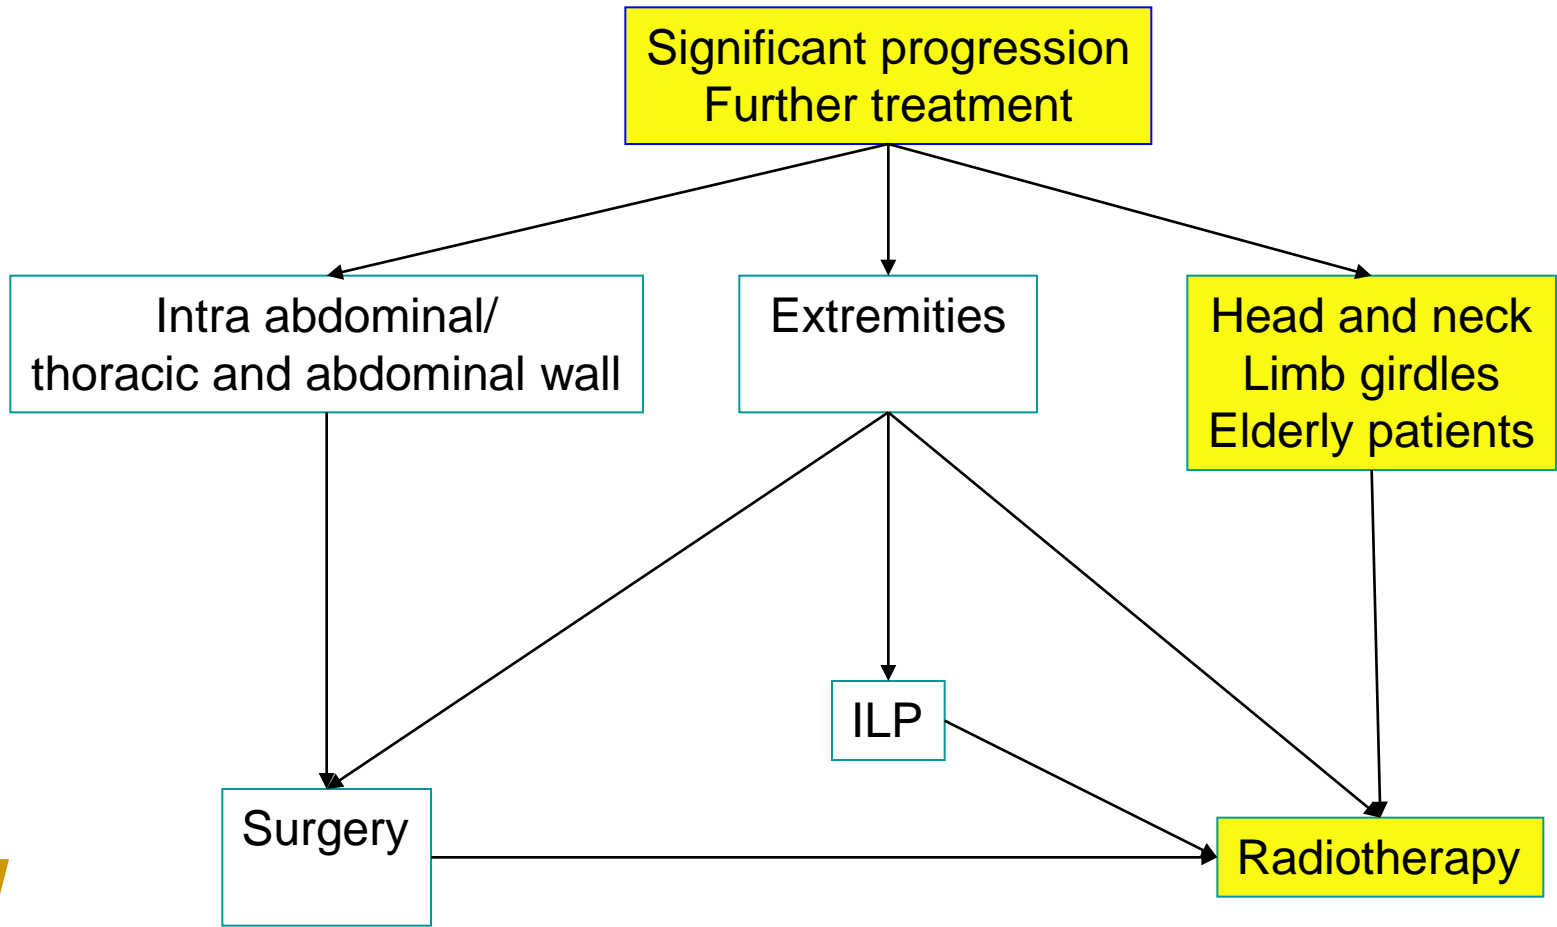 Significant progression
Further treatment
Intra abdominal/
thoracic and abdominal wall
Extremities
Head and neck
Limb girdles
Elderly patients
ILP
Surgery
Radiotherapy